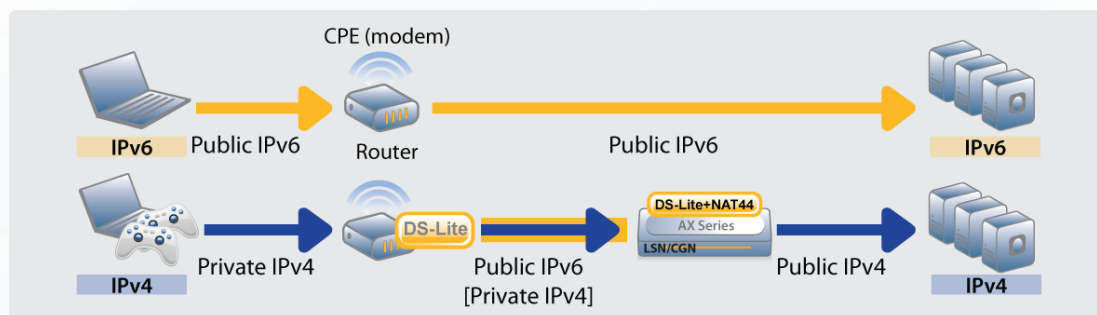 CPE (modem)
IPv6
Public IPv6
Router
Public IPv6
IPv6
IPv4
Private IPv4
DS-Lite
Public IPv6
[Private IPv4]
DS-Lite+NAT44
AX Series
LSN/CGN
Public IPv4
IPv4